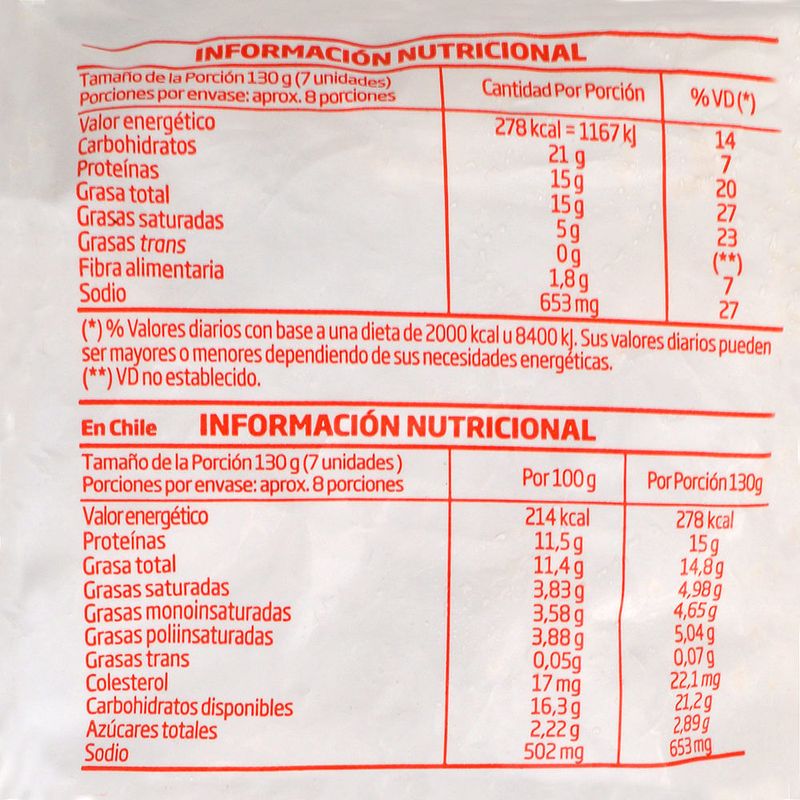 INFORMACIÓN NUTRICIONAL
Tamaño de la Porción 130 g (7 unidades)
Porciones por envase: aprox. 8 porciones
Cantidad Por Porción
% VD (*)
Valor energético 278 kcal = 1167 kJ 14
Carbohidratos 21 g 7
Proteínas 15 g 20
Grasa total 15 g 27
Grasas saturadas 5 g 23
Grasas trans 0 g (**)
Fibra alimentaria 1,8 g 7
Sodio 653 mg 27
(*) % Valores diarios con base a una dieta de 2000 kcal u 8400 kJ. Sus valores diarios pueden
ser mayores o menores dependiendo de sus necesidades energéticas.
(**) VD no establecido.
En Chile INFORMACIÓN NUTRICIONAL
Tamaño de la Porción 130 g (7 unidades)
Porciones por envase: aprox. 8 porciones
Por 100 g
Por Porción 130g
Valor energético 214 kcal 278 kcal
Proteínas 11,5 g 15 g
Grasa total 11,4 g 14,8 g
Grasas saturadas 3,83 g 4,98 g
Grasas monoinsaturadas 3,58 g 4,65 g
Grasas poliinsaturadas 3,88 g 5,04 g
Grasas trans 0,05g 0,07 g
Colesterol 17 mg 22,1 mg
Carbohidratos disponibles 16,3 g 21,2 g
Azúcares totales 2,22 g 2,89 g
Sodio 502 mg 653 mg